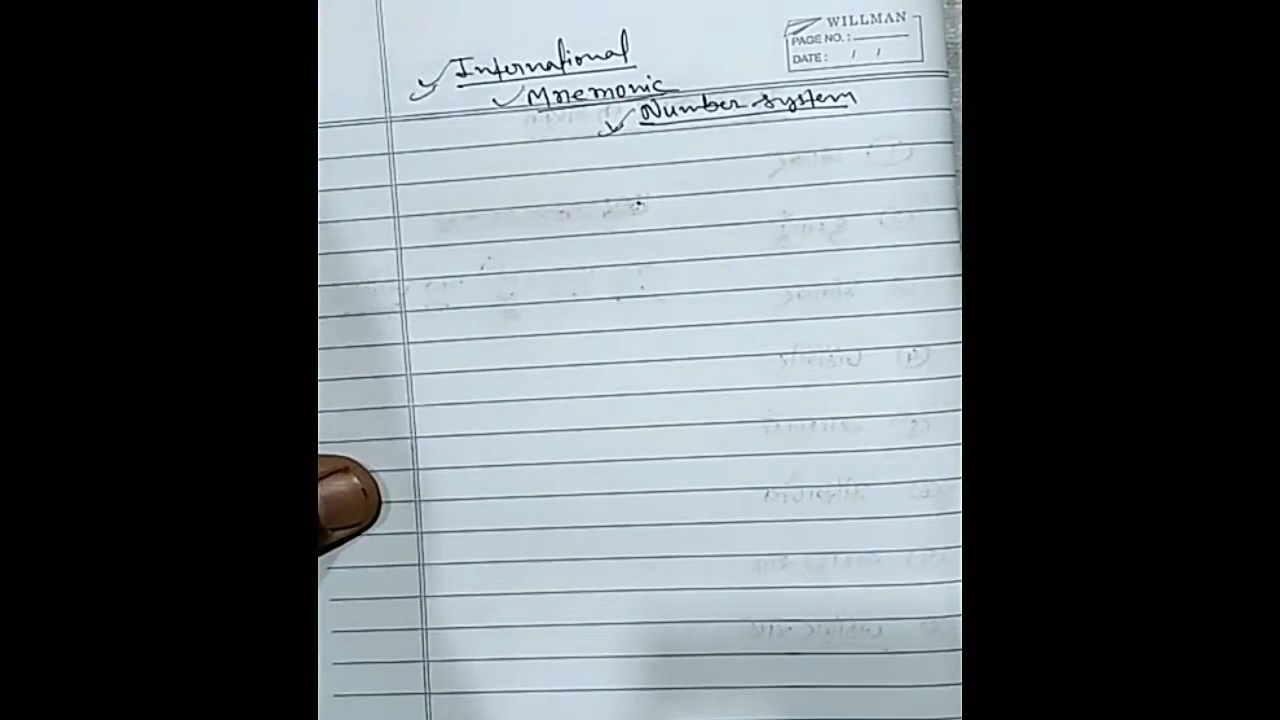 WILLMAN
PAGE NO. :
DATE : / /
International
Mnemonic
Number system